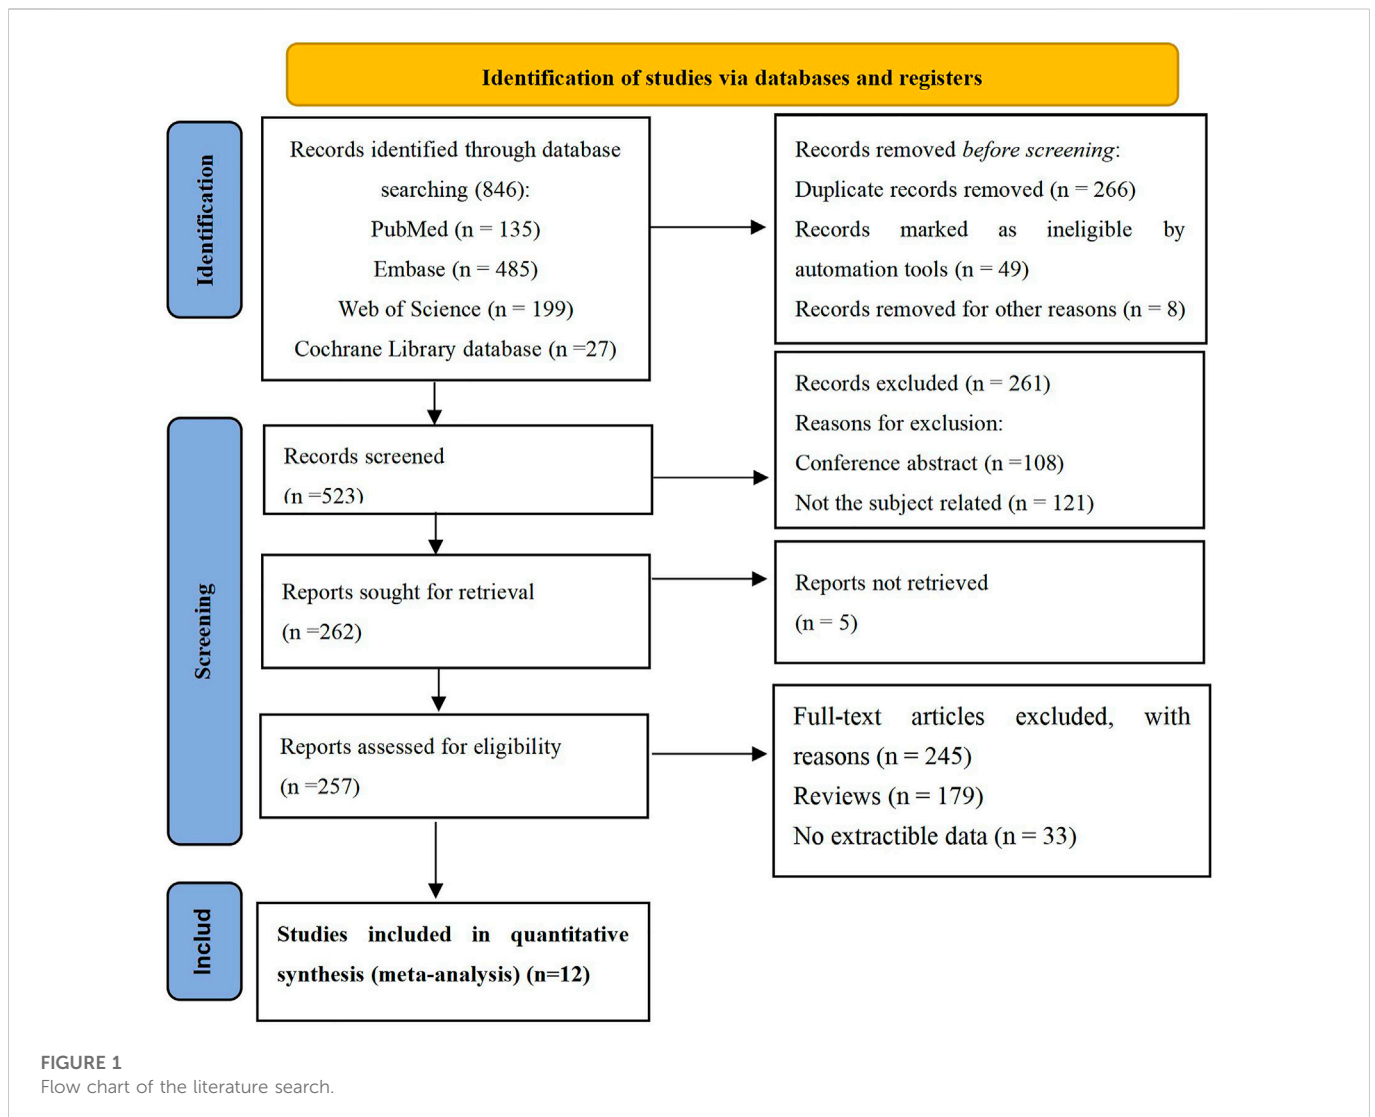 Identification of studies via databases and registers
Identification
Records identified through database
searching (846):
PubMed (n = 135)
Embase (n = 485)
Web of Science (n = 199)
Cochrane Library database (n =27)
Records removed before screening:
Duplicate records removed (n = 266)
Records marked as ineligible by
automation tools (n = 49)
Records removed for other reasons (n = 8)
Screening
Records screened
(n =523)
Records excluded (n = 261)
Reasons for exclusion:
Conference abstract (n =108)
Not the subject related (n = 121)
Reports sought for retrieval
(n =262)
Reports not retrieved
(n = 5)
Reports assessed for eligibility
(n =257)
Full-text articles excluded, with
reasons (n = 245)
Reviews (n = 179)
No extractible data (n = 33)
Includ
Studies included in quantitative
synthesis (meta-analysis) (n=12)
FIGURE 1
Flow chart of the literature search.